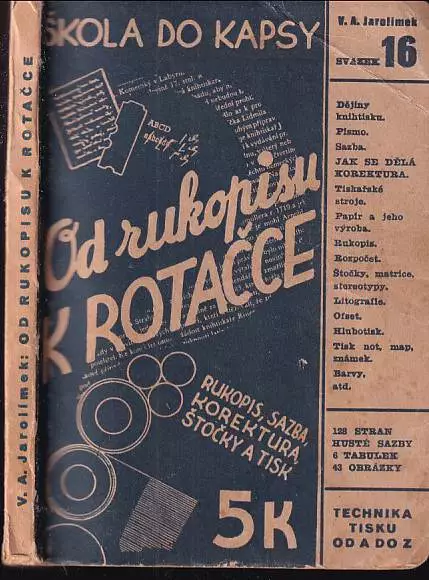 V. A. Jarolímek: OD RUKOPISU K ROTAČCE
ŠKOLA DO KAPSY
ABCD
Od rukopisu
K ROTAČCE
RUKOPIS, SAZBA,
KOREKTURA,
ŠTOČKY A TISK
5K
V. A. Jarolímek
SVAZEK 16
Dějiny
knihtisku.
Písmo.
Sazba.
JAK SE DĚLÁ
KOREKTURA.
Tiskařské
stroje.
Papír a jeho
výroba.
Rukopis.
Rozpočet.
Štočky, matrice,
stereotypy.
Litografie.
Ofset.
Hlubotisk.
Tisk not, map,
známek.
Barvy,
atd.
128 STRAN
HUSTÉ SAZBY
6 TABULEK
43 OBRÁZKY
TECHNIKA
TISKU
OD A DO Z